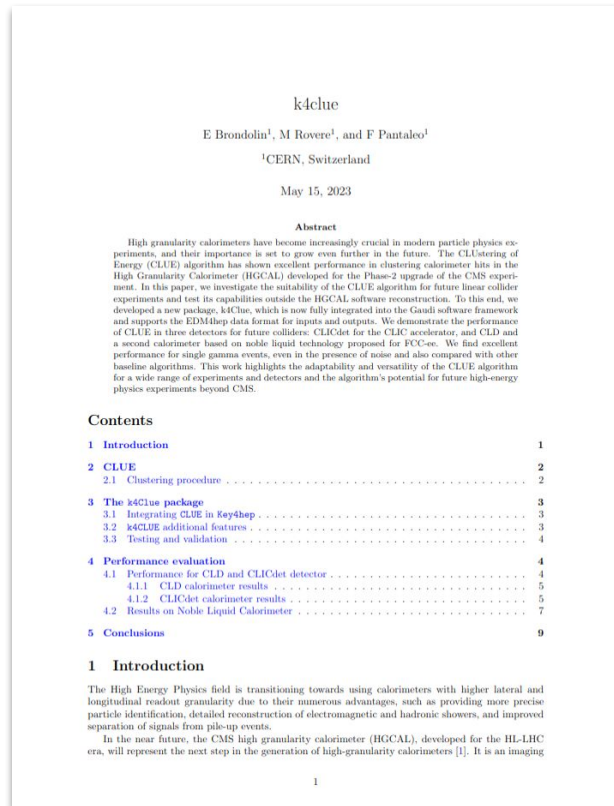 k4clue
E Brondolin¹, M Rovere¹, and F Pantaleo¹
¹CERN, Switzerland
May 15, 2023
Abstract
High granularity calorimeters have become increasingly crucial in modern particle physics ex-
periments, and their importance is set to grow even further in the future. The CLUstering of
Energy (CLUE) algorithm has shown excellent performance in clustering calorimeter hits in the
High Granularity Calorimeter (HGCAL) developed for the Phase-2 upgrade of the CMS experi-
ment. In this paper, we investigate the suitability of the CLUE algorithm for future linear collider
experiments and test its capabilities outside the HGCAL software reconstruction. To this end, we
developed a new package, k4Clue, which is now fully integrated into the Gaudi software framework
and supports the EDM4hep data format for inputs and outputs. We demonstrate the performance
of CLUE in three detectors for future colliders: CLICdet for the CLIC accelerator, and CLD and
a second calorimeter based on noble liquid technology proposed for FCC-ee. We find excellent
performance for single gamma events, even in the presence of noise and also compared with other
baseline algorithms. This work highlights the adaptability and versatility of the CLUE algorithm
for a wide range of experiments and detectors and the algorithm's potential for future high-energy
physics experiments beyond CMS.
Contents
1 Introduction 1
2 CLUE 2
2.1 Clustering procedure . . . . . . . . . . . . . . . . . . . . . . . . . . . . . . 2
3 The k4Clue package 3
3.1 Integrating CLUE in Key4hep . . . . . . . . . . . . . . . . . . . . . . . . . . 3
3.2 k4CLUE additional features . . . . . . . . . . . . . . . . . . . . . . . . . . . 3
3.3 Testing and validation . . . . . . . . . . . . . . . . . . . . . . . . . . . . . 4
4 Performance evaluation 4
4.1 Performance for CLD and CLICdet detector . . . . . . . . . . . . . . . . . . . 4
4.1.1 CLD calorimeter results . . . . . . . . . . . . . . . . . . . . . . . . . 5
4.1.2 CLICdet calorimeter results . . . . . . . . . . . . . . . . . . . . . . . 5
4.2 Results on Noble Liquid Calorimeter . . . . . . . . . . . . . . . . . . . . . . 7
5 Conclusions 9
1 Introduction
The High Energy Physics field is transitioning towards using calorimeters with higher lateral and
longitudinal readout granularity due to their numerous advantages, such as providing more precise
particle identification, detailed reconstruction of electromagnetic and hadronic showers, and improved
separation of signals from pile-up events.
In the near future, the CMS high granularity calorimeter (HGCAL), developed for the HL-LHC
era, will represent the next step in the generation of high-granularity calorimeters [1]. It is an imaging
1